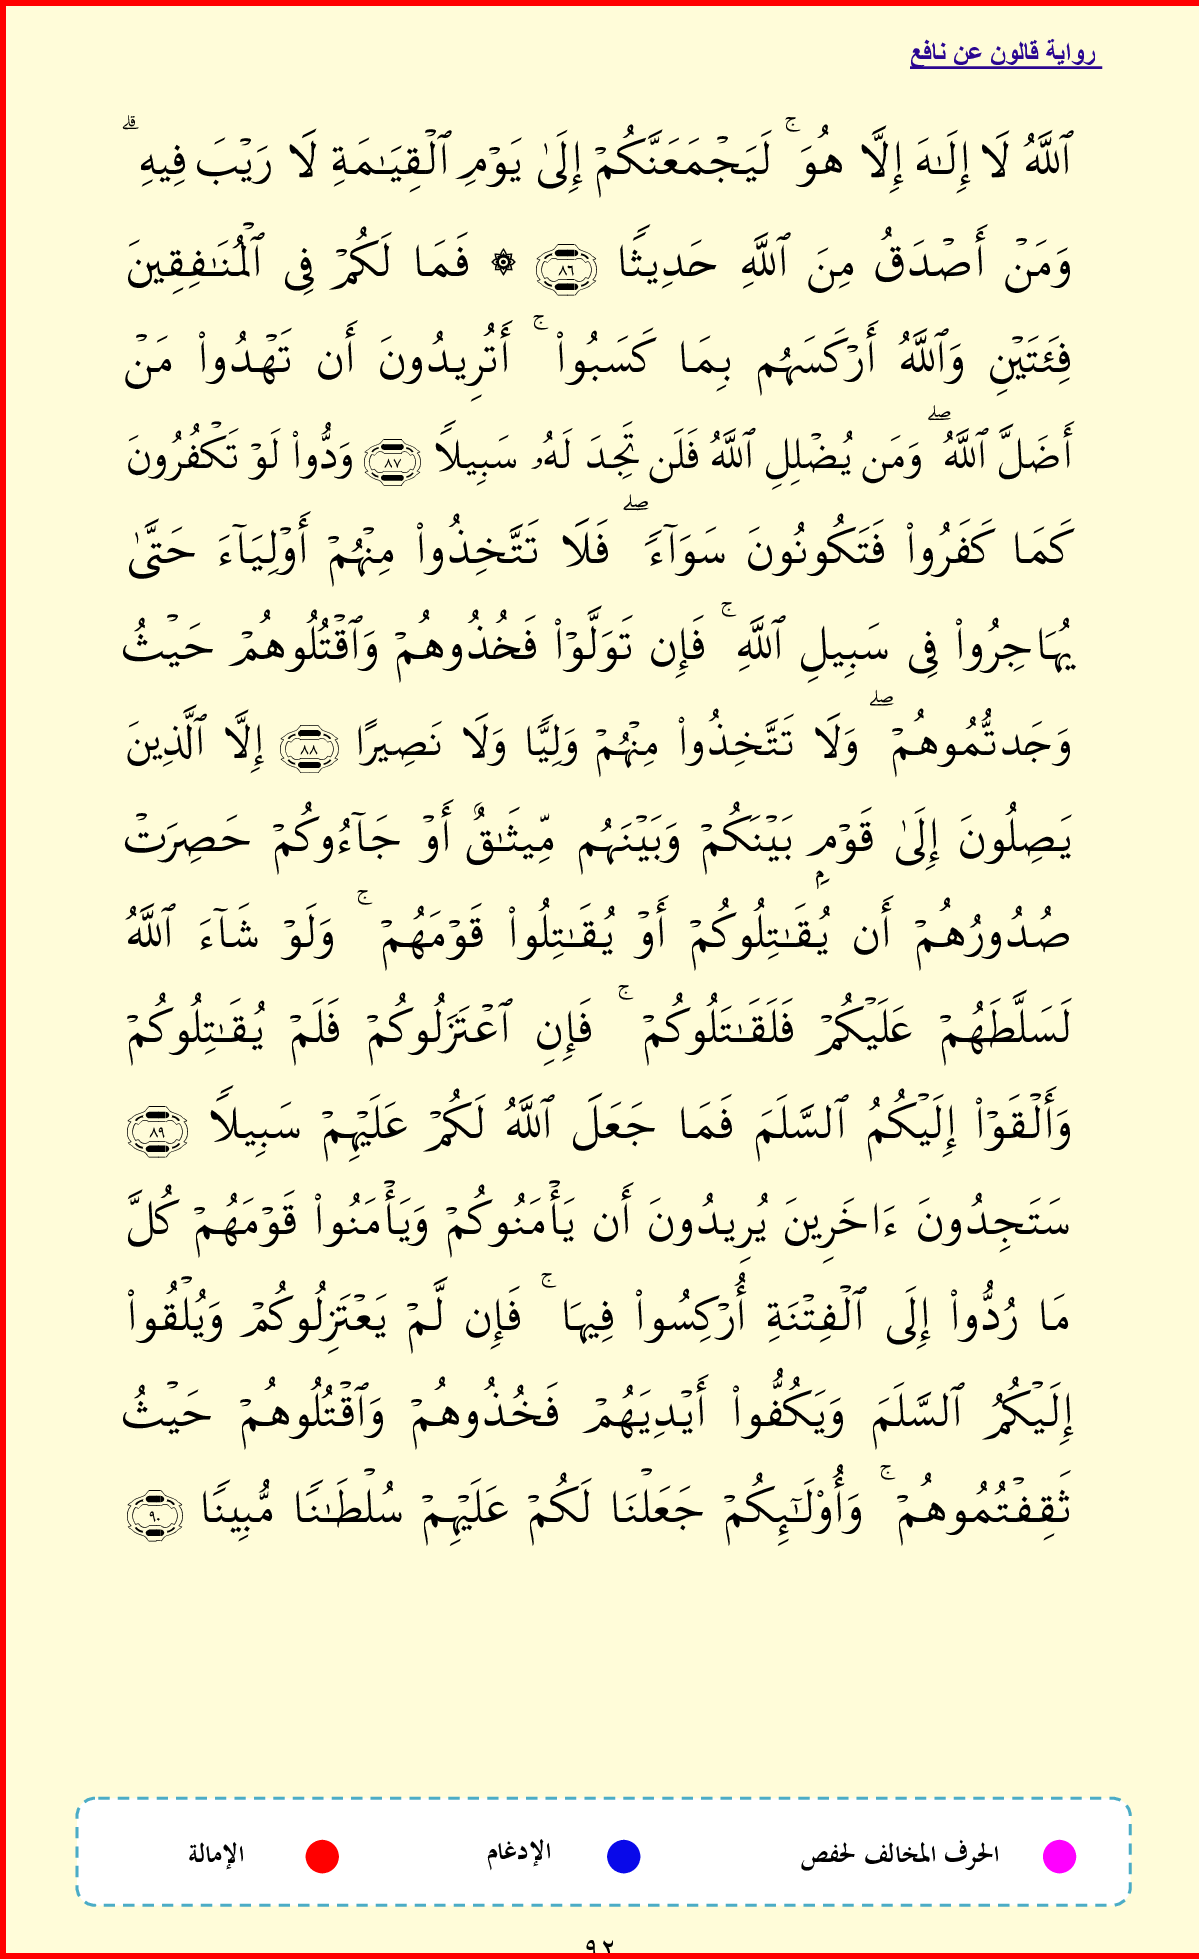 رواية قالون عن نافع
ٱللَّهُ لَا إِلَٰهَ إِلَّا هُوَ ۚ لَيَجۡمَعَنَّكُمۡ إِلَىٰ يَوۡمِ ٱلۡقِيَٰمَةِ لَا رَيۡبَ فِيهِ ۗ
وَمَنۡ أَصۡدَقُ مِنَ ٱللَّهِ حَدِيثٗا ٨٦ ۞ فَمَا لَكُمۡ فِي ٱلۡمُنَٰفِقِينَ
فِئَتَيۡنِ وَٱللَّهُ أَرۡكَسَهُم بِمَا كَسَبُواْ ۚ أَتُرِيدُونَ أَن تَهۡدُواْ مَنۡ
أَضَلَّ ٱللَّهُ ۖ وَمَن يُضۡلِلِ ٱللَّهُ فَلَن تَجِدَ لَهُۥ سَبِيلاٗ ٨٧ وَدُّواْ لَوۡ تَكۡفُرُونَ
كَمَا كَفَرُواْ فَتَكُونُونَ سَوَآءٗ ۖ فَلَا تَتَّخِذُواْ مِنۡهُمۡ أَوۡلِيَآءَ حَتَّىٰ
يُهَاجِرُواْ فِي سَبِيلِ ٱللَّهِ ۚ فَإِن تَوَلَّوۡاْ فَخُذُوهُمۡ وَٱقۡتُلُوهُمۡ حَيۡثُ
وَجَدتُّمُوهُمۡ ۖ وَلَا تَتَّخِذُواْ مِنۡهُمۡ وَلِيّٗا وَلَا نَصِيرًا ٨٨ إِلَّا ٱلَّذِينَ
يَصِلُونَ إِلَىٰ قَوۡمِۭ بَيۡنَكُمۡ وَبَيۡنَهُم مِّيثَٰقٌ أَوۡ جَآءُوكُمۡ حَصِرَتۡ
صُدُورُهُمۡ أَن يُقَٰتِلُوكُمۡ أَوۡ يُقَٰتِلُواْ قَوۡمَهُمۡ ۚ وَلَوۡ شَآءَ ٱللَّهُ
لَسَلَّطَهُمۡ عَلَيۡكُمۡ فَلَقَٰتَلُوكُمۡ ۚ فَإِنِ ٱعۡتَزَلُوكُمۡ فَلَمۡ يُقَٰتِلُوكُمۡ
وَأَلۡقَوۡاْ إِلَيۡكُمُ ٱلسَّلَمَ فَمَا جَعَلَ ٱللَّهُ لَكُمۡ عَلَيۡهِمۡ سَبِيلاٗ ٨٩
سَتَجِدُونَ ءَاخَرِينَ يُرِيدُونَ أَن يَأۡمَنُوكُمۡ وَيَأۡمَنُواْ قَوۡمَهُمۡ كُلَّ
مَا رُدُّواْ إِلَى ٱلۡفِتۡنَةِ أُرۡكِسُواْ فِيهَا ۚ فَإِن لَّمۡ يَعۡتَزِلُوكُمۡ وَيُلۡقُواْ
إِلَيۡكُمُ ٱلسَّلَمَ وَيَكُفُّواْ أَيۡدِيَهُمۡ فَخُذُوهُمۡ وَٱقۡتُلُوهُمۡ حَيۡثُ
ثَقِفۡتُمُوهُمۡ ۚ وَأُوْلَٰٓئِكُمۡ جَعَلۡنَا لَكُمۡ عَلَيۡهِمۡ سُلۡطَٰنٗا مُّبِينٗا ٩٠
الحرف المخالف لحفص الإدغام الإمالة
٩٢